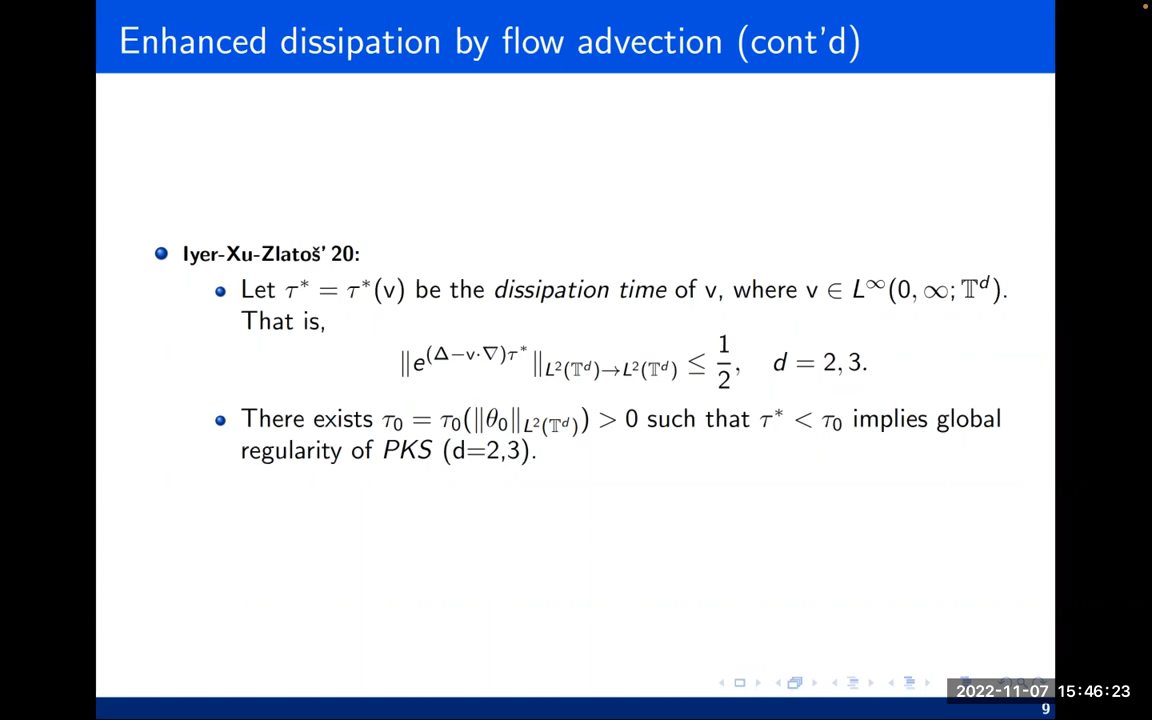 Enhanced dissipation by flow advection (cont'd)
Iyer-Xu-Zlatoš' 20:
Let τ* = τ*(v) be the dissipation time of v, where v ∈ L^∞(0, ∞; 𝕋^d).
That is,
‖e^{(Δ−v·∇)τ*}‖_{L²(𝕋^d)→L²(𝕋^d)} ≤ 1/2, d = 2, 3.
There exists τ₀ = τ₀(‖θ₀‖_{L²(𝕋^d)}) > 0 such that τ* < τ₀ implies global
regularity of PKS (d=2,3).
2022-11-07 15:46:23
9